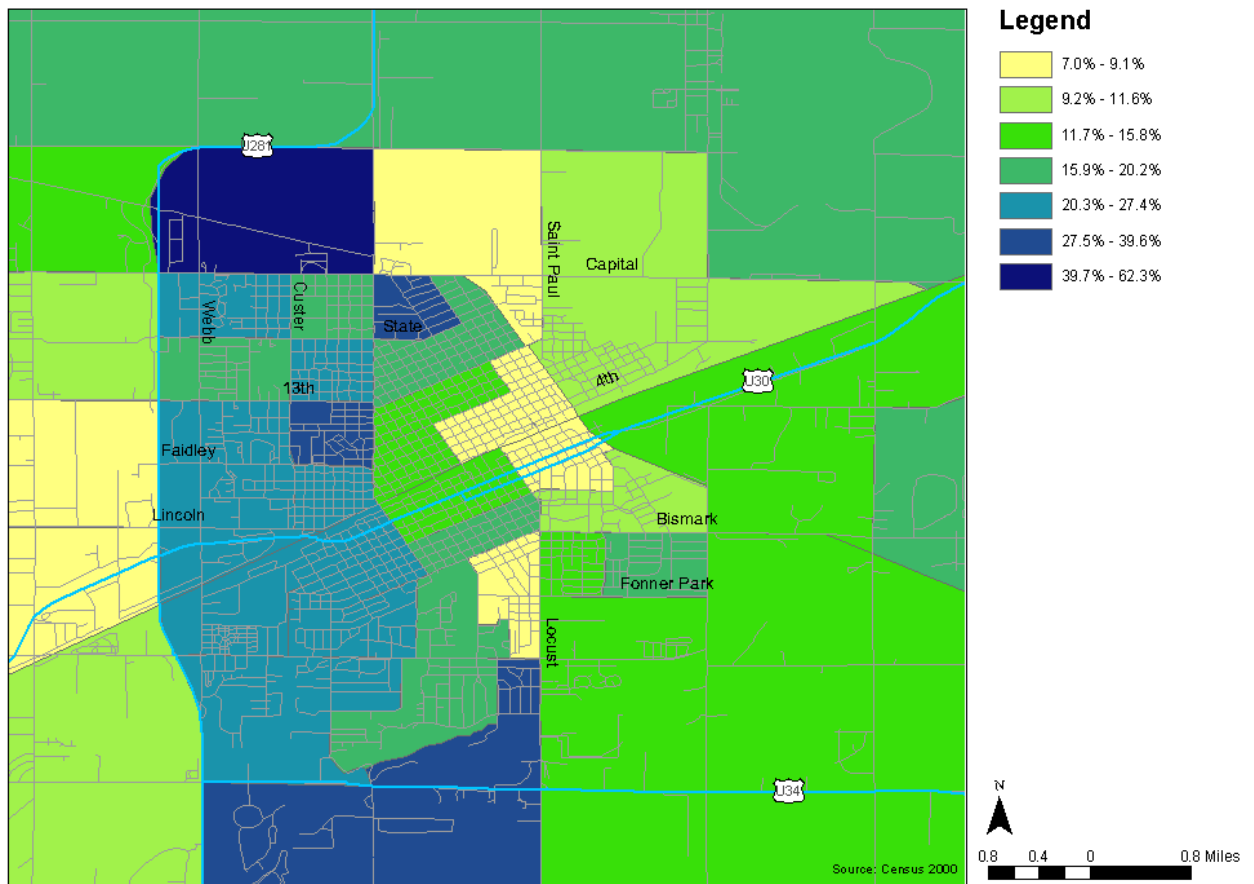 Legend
7.0% - 9.1%
9.2% - 11.6%
11.7% - 15.8%
15.9% - 20.2%
20.3% - 27.4%
27.5% - 39.6%
39.7% - 62.3%
U281
Saint Paul
Capital
Webb
Custer
State
13th
4th
U30
Faidley
Lincoln
Bismark
Fonner Park
Locust
U34
Source: Census 2000
N
0.8 0.4 0 0.8 Miles